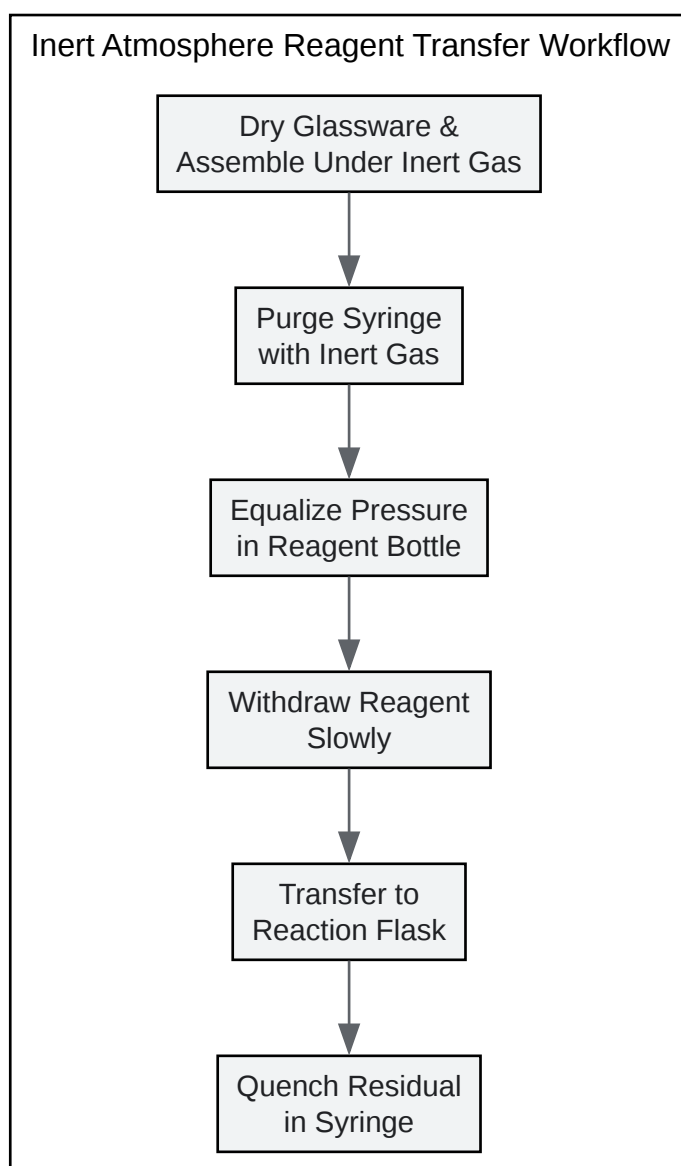 Inert Atmosphere Reagent Transfer Workflow
Dry Glassware &
Assemble Under Inert Gas
Purge Syringe
with Inert Gas
Equalize Pressure
in Reagent Bottle
Withdraw Reagent
Slowly
Transfer to
Reaction Flask
Quench Residual
in Syringe